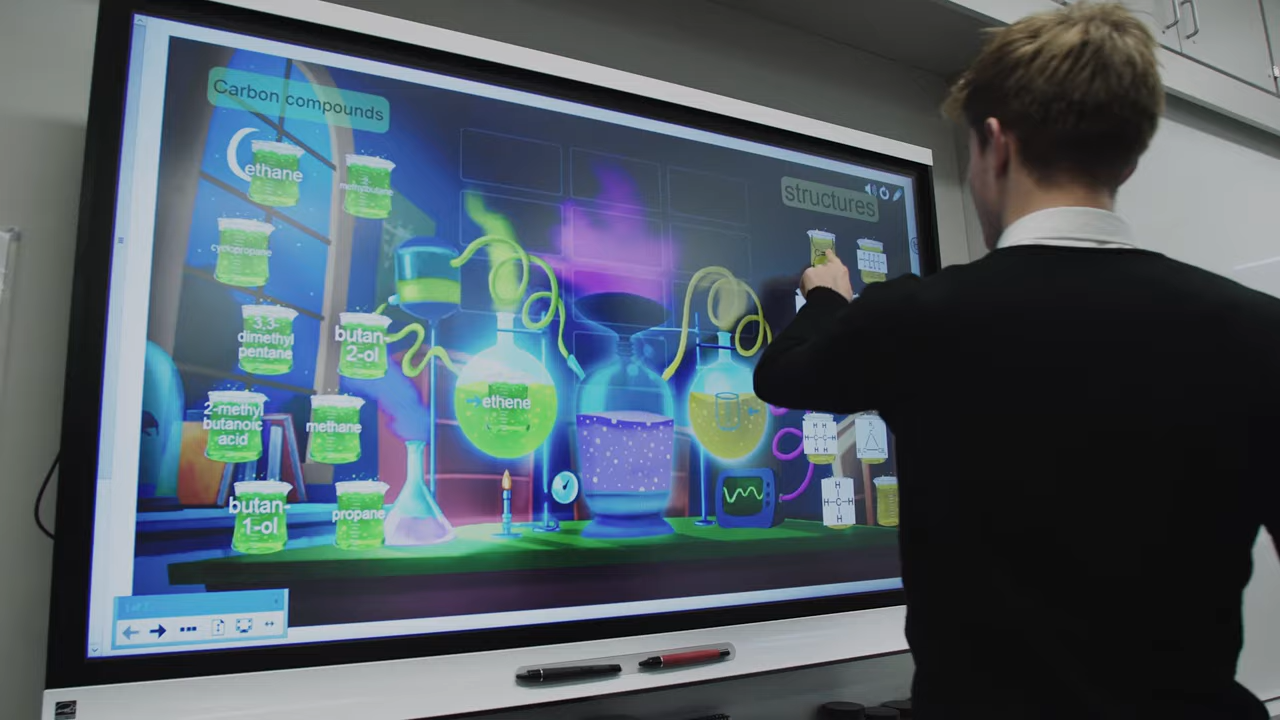 Carbon compounds
structures
ethane
methylbutane
cyclopropane
3,3-
dimethyl
pentane
butan-
2-ol
ethene
2-methyl
butanoic
acid
methane
butan-
1-ol
propane
H H
H-C-C-H
H H
H
H-C-H
H